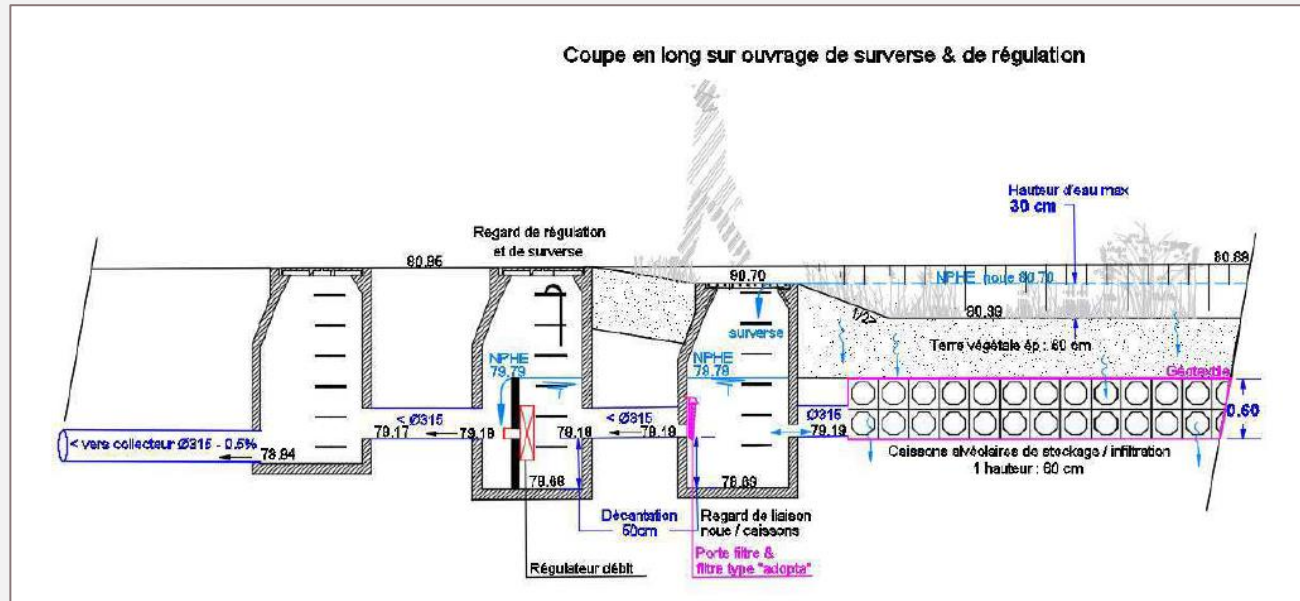 Coupe en long sur ouvrage de surverse & de régulation
Hauteur d'eau max
30 cm
Regard de régulation
et de surverse
80.95
80.70
80.88
NPHE noue 80.70
surverse
1/22
80.39
Terre végétale ép : 60 cm
NPHE
79.79
NPHE
79.79
Géotextile
0.60
< Ø315
< Ø315
Ø315
< vers collecteur Ø315 - 0.5%
79.17
79.18
79.18
79.19
79.19
78.94
Caissons alvéolaires de stockage / infiltration
1 hauteur : 60 cm
78.68
78.69
Décantation
50cm
Regard de liaison
noue / caissons
Régulateur débit
Porte filtre &
filtre type "adopta"